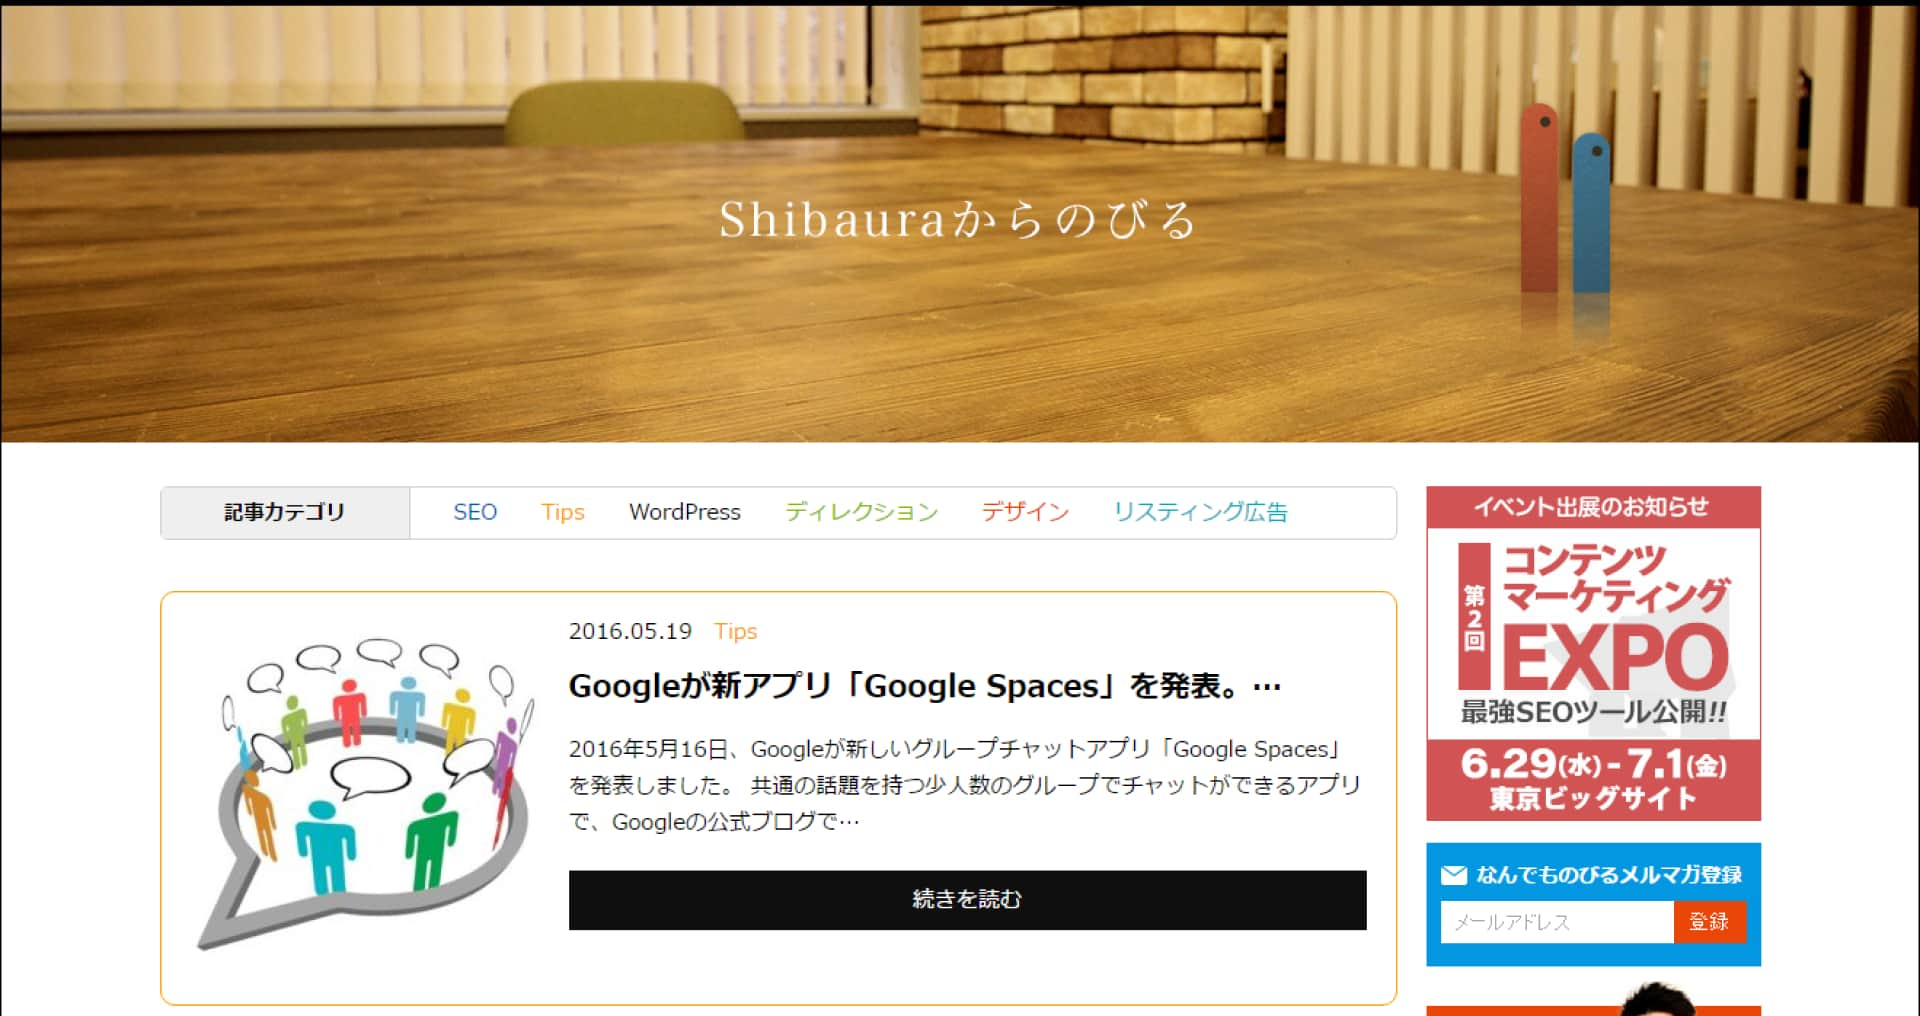 Shibauraからのびる
記事カテゴリ SEO Tips WordPress ディレクション デザイン リスティング広告
2016.05.19 Tips
Googleが新アプリ「Google Spaces」を発表。…
2016年5月16日、Googleが新しいグループチャットアプリ「Google Spaces」
を発表しました。 共通の話題を持つ少人数のグループでチャットができるアプリ
で、Googleの公式ブログで…
続きを読む
イベント出展のお知らせ
第2回
コンテンツ
マーケティング
EXPO
最強SEOツール公開!!
6.29(水)-7.1(金)
東京ビッグサイト
なんでものびるメルマガ登録
メールアドレス 登録